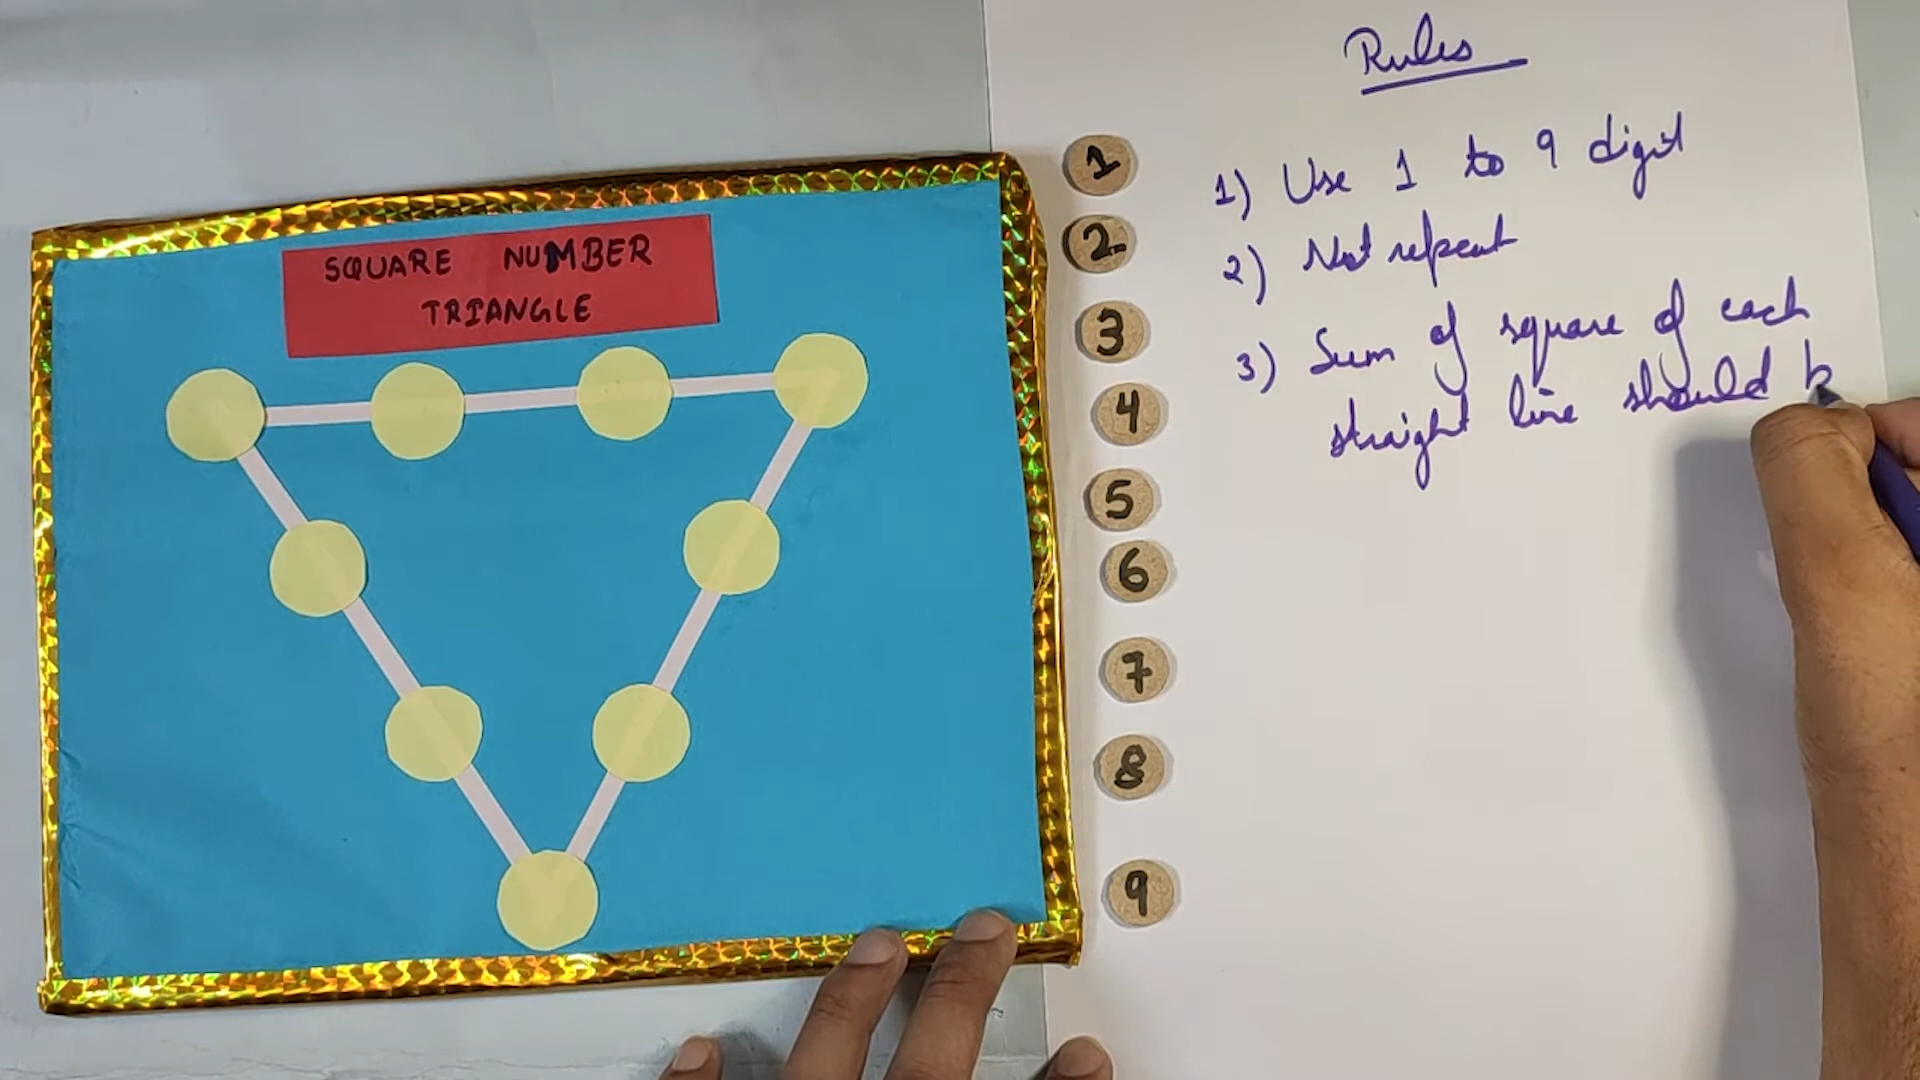 SQUARE NUMBER
TRIANGLE
Rules
1) Use 1 to 9 digit
2) Not repeat
3) Sum of square of each
straight line should b
1
2
3
4
5
6
7
8
9